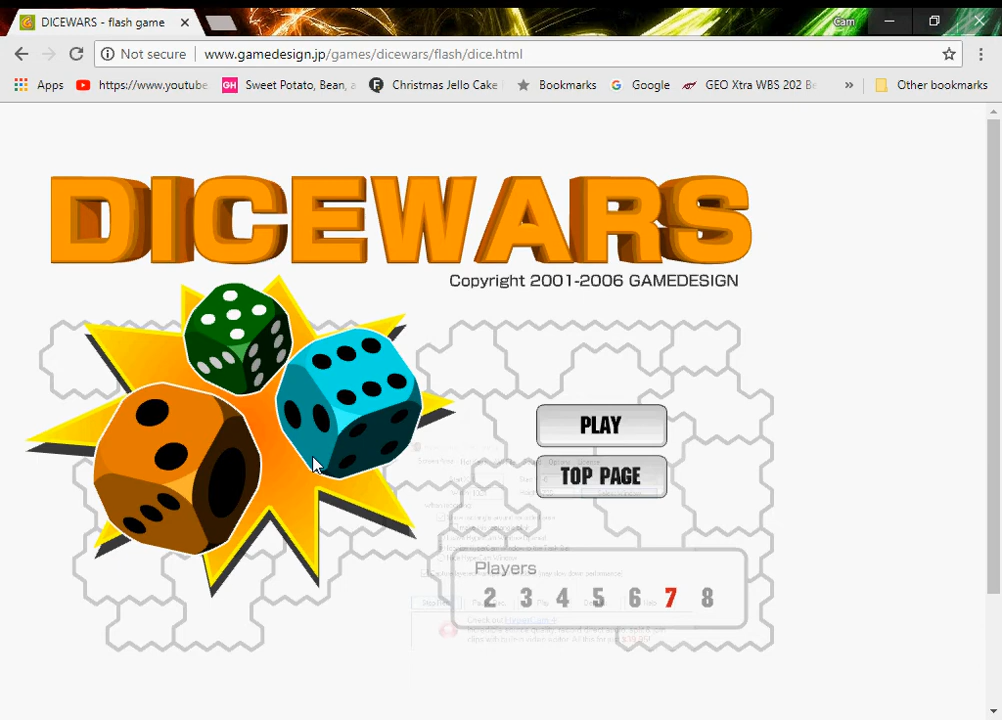 DICEWARS - flash game
Cam
Not secure
www.gamedesign.jp/games/dicewars/flash/dice.html
Apps https://www.youtube Sweet Potato, Bean, a Christmas Jello Cake Bookmarks Google GEO Xtra WBS 202 Be » Other bookmarks
DICEWARS
Copyright 2001-2006 GAMEDESIGN
PLAY
TOP PAGE
Players
2 3 4 5 6 7 8
Check out